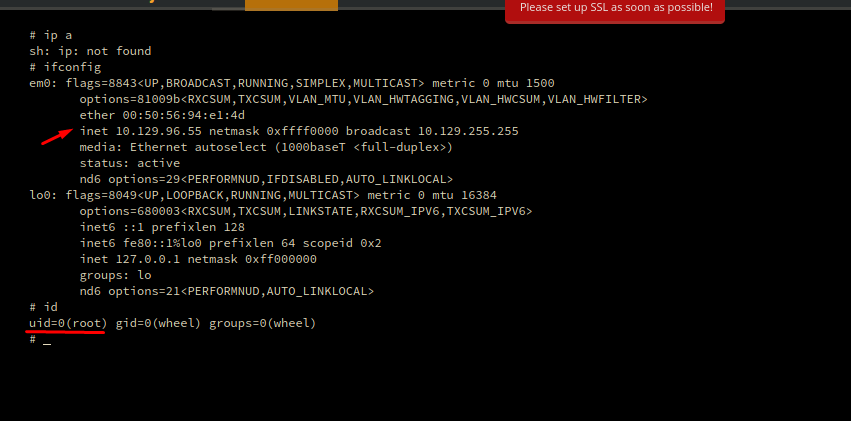 Please set up SSL as soon as possible!
# ip a
sh: ip: not found
# ifconfig
em0: flags=8843<UP,BROADCAST,RUNNING,SIMPLEX,MULTICAST> metric 0 mtu 1500
options=81009b<RXCSUM,TXCSUM,VLAN_MTU,VLAN_HWTAGGING,VLAN_HWCSUM,VLAN_HWFILTER>
ether 00:50:56:94:e1:4d
inet 10.129.96.55 netmask 0xffff0000 broadcast 10.129.255.255
media: Ethernet autoselect (1000baseT <full-duplex>)
status: active
nd6 options=29<PERFORMNUD,IFDISABLED,AUTO_LINKLOCAL>
lo0: flags=8049<UP,LOOPBACK,RUNNING,MULTICAST> metric 0 mtu 16384
options=680003<RXCSUM,TXCSUM,LINKSTATE,RXCSUM_IPV6,TXCSUM_IPV6>
inet6 ::1 prefixlen 128
inet6 fe80::1%lo0 prefixlen 64 scopeid 0x2
inet 127.0.0.1 netmask 0xff000000
groups: lo
nd6 options=21<PERFORMNUD,AUTO_LINKLOCAL>
# id
uid=0(root) gid=0(wheel) groups=0(wheel)
# _